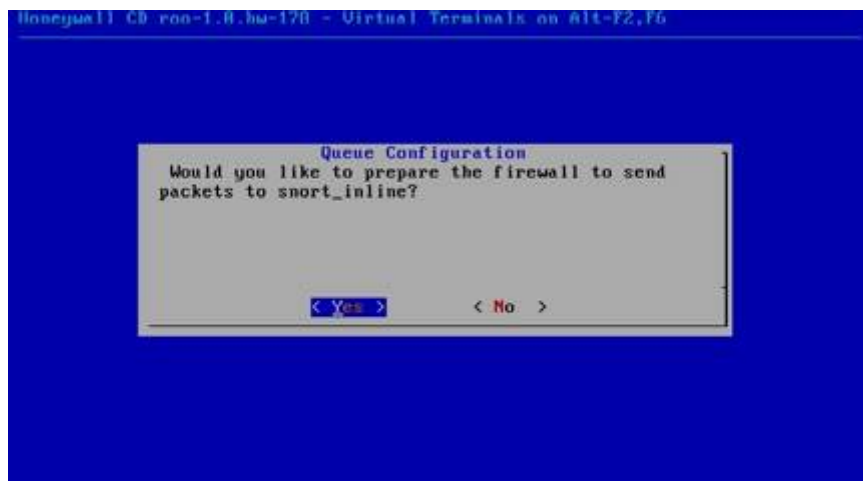 Honeywall CD roo-1.0.hw-178 - Virtual Terminals on Alt-F2,F6
Queue Configuration
Would you like to prepare the firewall to send
packets to snort_inline?
< Yes > < No >